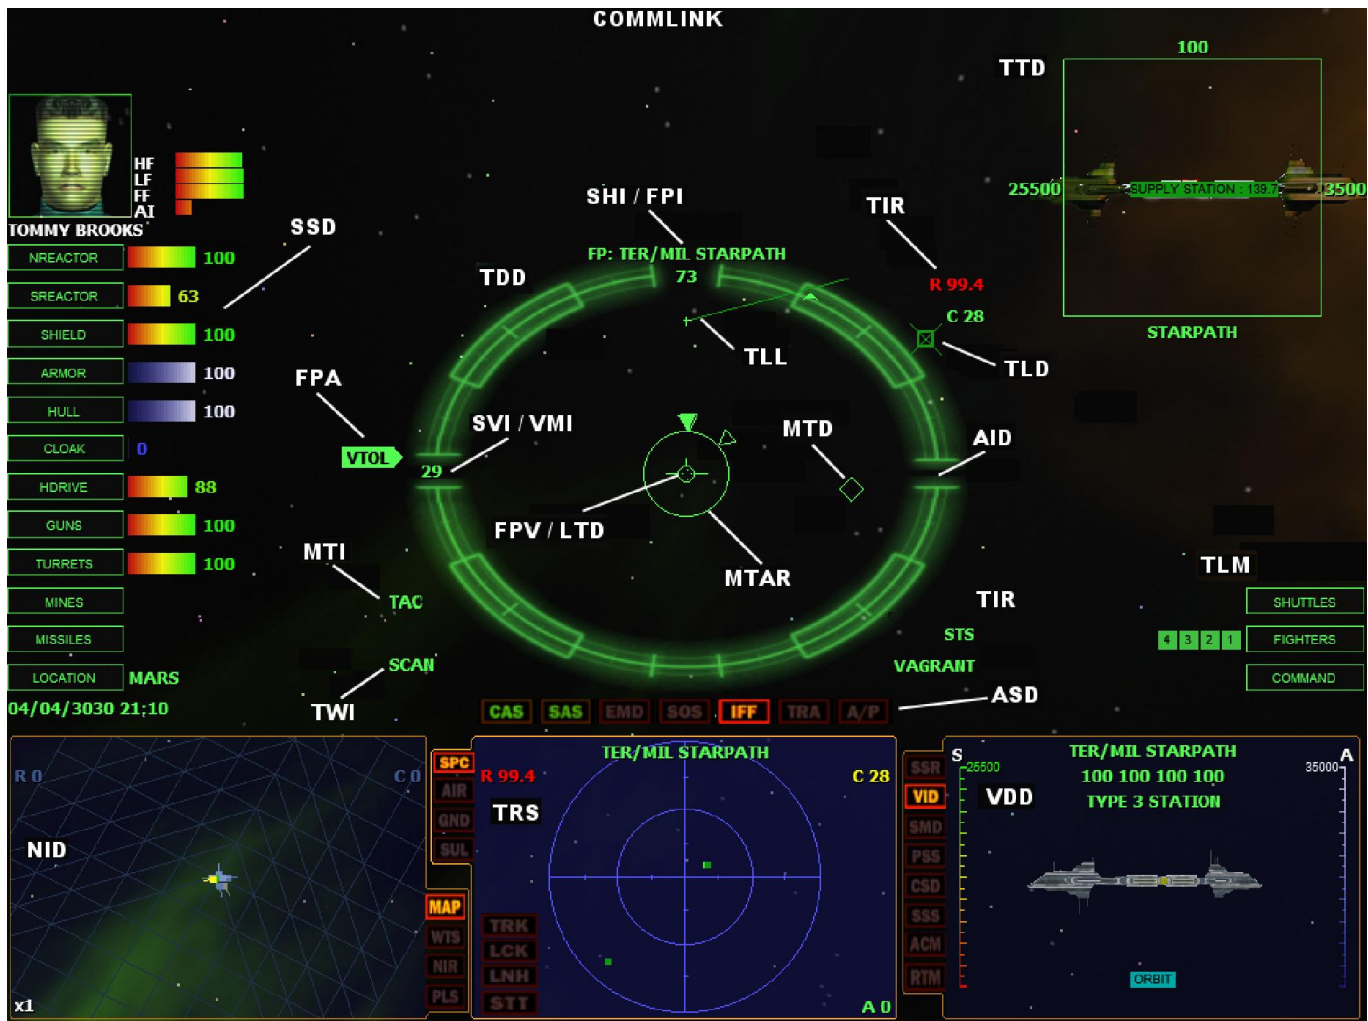 COMMLINK
100
TTD
25500
SUPPLY STATION : 139.7
3500
STARPATH
HF
LF
FF
AI
TOMMY BROOKS
NREACTOR 100
SREACTOR 63
SHIELD 100
ARMOR 100
HULL 100
CLOAK 0
HDRIVE 88
GUNS 100
TURRETS 100
MINES
MISSILES
LOCATION MARS
04/04/3030 21:10
SSD
SHI / FPI
FP: TER/MIL STARPATH
73
TDD
TIR
R 99.4
C 28
TLL
TLD
FPA
VTOL
SVI / VMI
29
MTD
AID
FPV / LTD
MTAR
MTI
TAC
SCAN
TWI
TIR
STS
VAGRANT
ASD
TLM
SHUTTLES
4 3 2 1 FIGHTERS
COMMAND
CAS SAS EMD SOS IFF TRA A/P
R 0 C 0
NID
x1
SPC
AIR
GND
SUL
MAP
WTS
NIR
PLS
TER/MIL STARPATH
R 99.4 C 28
TRS
TRK
LCK
LNH
STT
A 0
SSR
VID
SMD
PSS
CSD
SSS
ACM
RTM
S TER/MIL STARPATH A
25500 100 100 100 100 35000
VDD TYPE 3 STATION
ORBIT